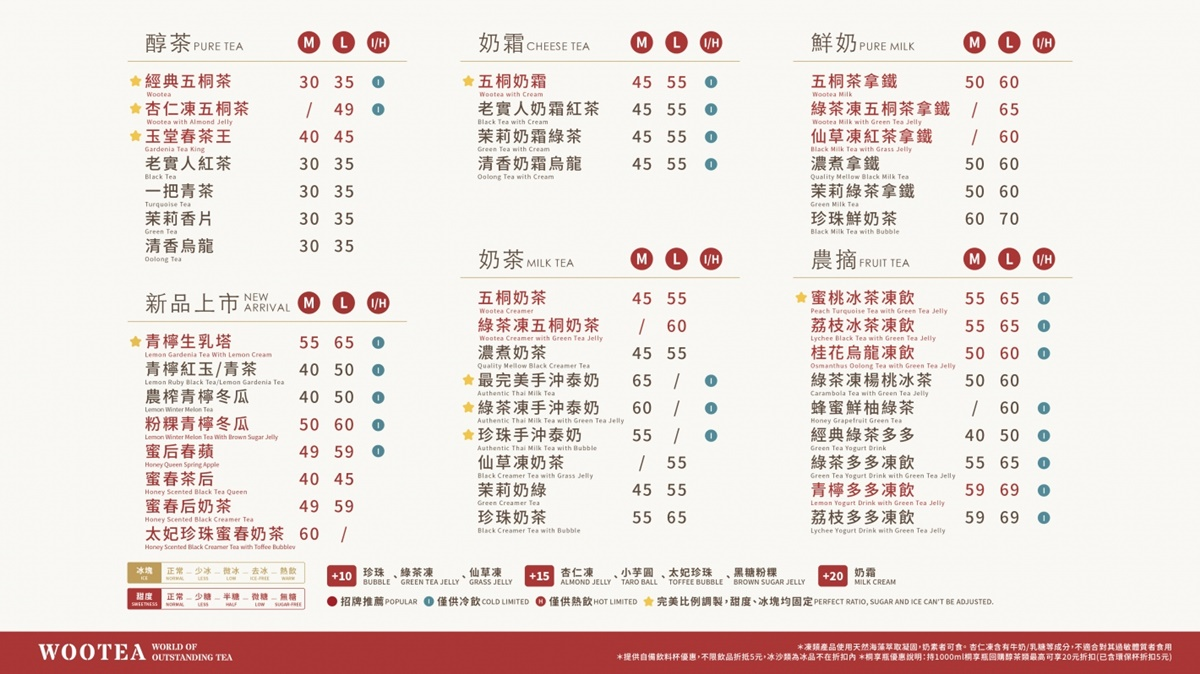 醇茶 PURE TEA M L I/H
經典五桐茶 30 35 I
Wootea
杏仁凍五桐茶 / 49 I
Wootea with Almond Jelly
玉堂春茶王 40 45
Gardenia Tea King
老實人紅茶 30 35
Black Tea
一把青茶 30 35
Turquoise Tea
茉莉香片 30 35
Green Tea
清香烏龍 30 35
Oolong Tea
新品上市 NEW ARRIVAL M L I/H
青檸生乳塔 55 65 I
Lemon Gardenia Tea With Lemon Cream
青檸紅玉/青茶 40 50 I
Lemon Ruby Black Tea/Lemon Gardenia Tea
農榨青檸冬瓜 40 50 I
Lemon Winter Melon Tea
粉粿青檸冬瓜 50 60 I
Lemon Winter Melon Tea With Brown Sugar Jelly
蜜后春蘋 49 59 I
Honey Queen Spring Apple
蜜春茶后 40 45
Honey Scented Black Tea Queen
蜜春后奶茶 49 59
Honey Scented Black Creamer Tea
太妃珍珠蜜春奶茶 60 /
Honey Scented Black Creamer Tea with Toffee Bubblev
奶霜 CHEESE TEA M L I/H
五桐奶霜 45 55 I
Wootea with Cream
老實人奶霜紅茶 45 55 I
Black Tea with Cream
茉莉奶霜綠茶 45 55 I
Green Tea with Cream
清香奶霜烏龍 45 55 I
Oolong Tea with Cream
奶茶 MILK TEA M L I/H
五桐奶茶 45 55
Wootea Creamer
綠茶凍五桐奶茶 / 60
Wootea Creamer with Green Tea Jelly
濃煮奶茶 45 55
Quality Mellow Black Creamer Tea
最完美手沖泰奶 65 / I
Authentic Thai Milk Tea
綠茶凍手沖泰奶 60 / I
Authentic Thai Milk Tea with Green Tea Jelly
珍珠手沖泰奶 55 / I
Authentic Thai Milk Tea with Bubble
仙草凍奶茶 / 55
Black Creamer Tea with Grass Jelly
茉莉奶綠 45 55
Green Creamer Tea
珍珠奶茶 55 65
Black Creamer Tea with Bubble
鮮奶 PURE MILK M L I/H
五桐茶拿鐵 50 60
Wootea Milk
綠茶凍五桐茶拿鐵 / 65
Wootea Milk with Green Tea Jelly
仙草凍紅茶拿鐵 / 60
Black Milk Tea with Grass Jelly
濃煮拿鐵 50 60
Quality Mellow Black Milk Tea
茉莉綠茶拿鐵 50 60
Green Milk Tea
珍珠鮮奶茶 60 70
Black Milk Tea with Bubble
農摘 FRUIT TEA M L I/H
蜜桃冰茶凍飲 55 65 I
Peach Turquoise Tea with Green Tea Jelly
荔枝冰茶凍飲 55 65 I
Lychee Black Tea with Green Tea Jelly
桂花烏龍凍飲 50 60 I
Osmanthus Oolong Tea with Green Tea Jelly
綠茶凍楊桃冰茶 50 60
Carambola Tea with Green Tea Jelly
蜂蜜鮮柚綠茶 / 60 I
Honey Grapefruit Green Tea
經典綠茶多多 40 50 I
Green Tea Yogurt Drink
綠茶多多凍飲 55 65 I
Green Tea Yogurt Drink with Green Tea Jelly
青檸多多凍飲 59 69 I
Lemon Yogurt Drink with Green Tea Jelly
荔枝多多凍飲 59 69 I
Lychee Yogurt Drink with Green Tea Jelly
冰塊 正常 … 少冰 … 微冰 … 去冰 … 熱飲
ICE NORMAL LESS LOW ICE-FREE WARM
甜度 正常 … 少糖 … 半糖 … 微糖 … 無糖
SWEETNESS NORMAL LESS HALF LOW SUGAR-FREE
+10 珍珠、綠茶凍、仙草凍 +15 杏仁凍、小芋圓、太妃珍珠、黑糖粉粿 +20 奶霜
BUBBLE GREEN TEA JELLY GRASS JELLY ALMOND JELLY TARO BALL TOFFEE BUBBLE BROWN SUGAR JELLY MILK CREAM
招牌推薦 POPULAR I 僅供冷飲 COLD LIMITED H 僅供熱飲 HOT LIMITED 完美比例調製,甜度、冰塊均固定 PERFECT RATIO, SUGAR AND ICE CAN'T BE ADJUSTED.
WOOTEA WORLD OF OUTSTANDING TEA
*凍類產品使用天然海藻萃取凝固,奶素者可食。杏仁凍含有牛奶/乳糖等成分,不適合對其過敏體質者食用
*提供自備飲料杯優惠,不限飲品折抵5元,冰沙類為冰品不在折扣內 *桐享瓶優惠說明:持1000ml桐享瓶回購醇茶類最高可享20元折扣(已含環保杯折扣5元)